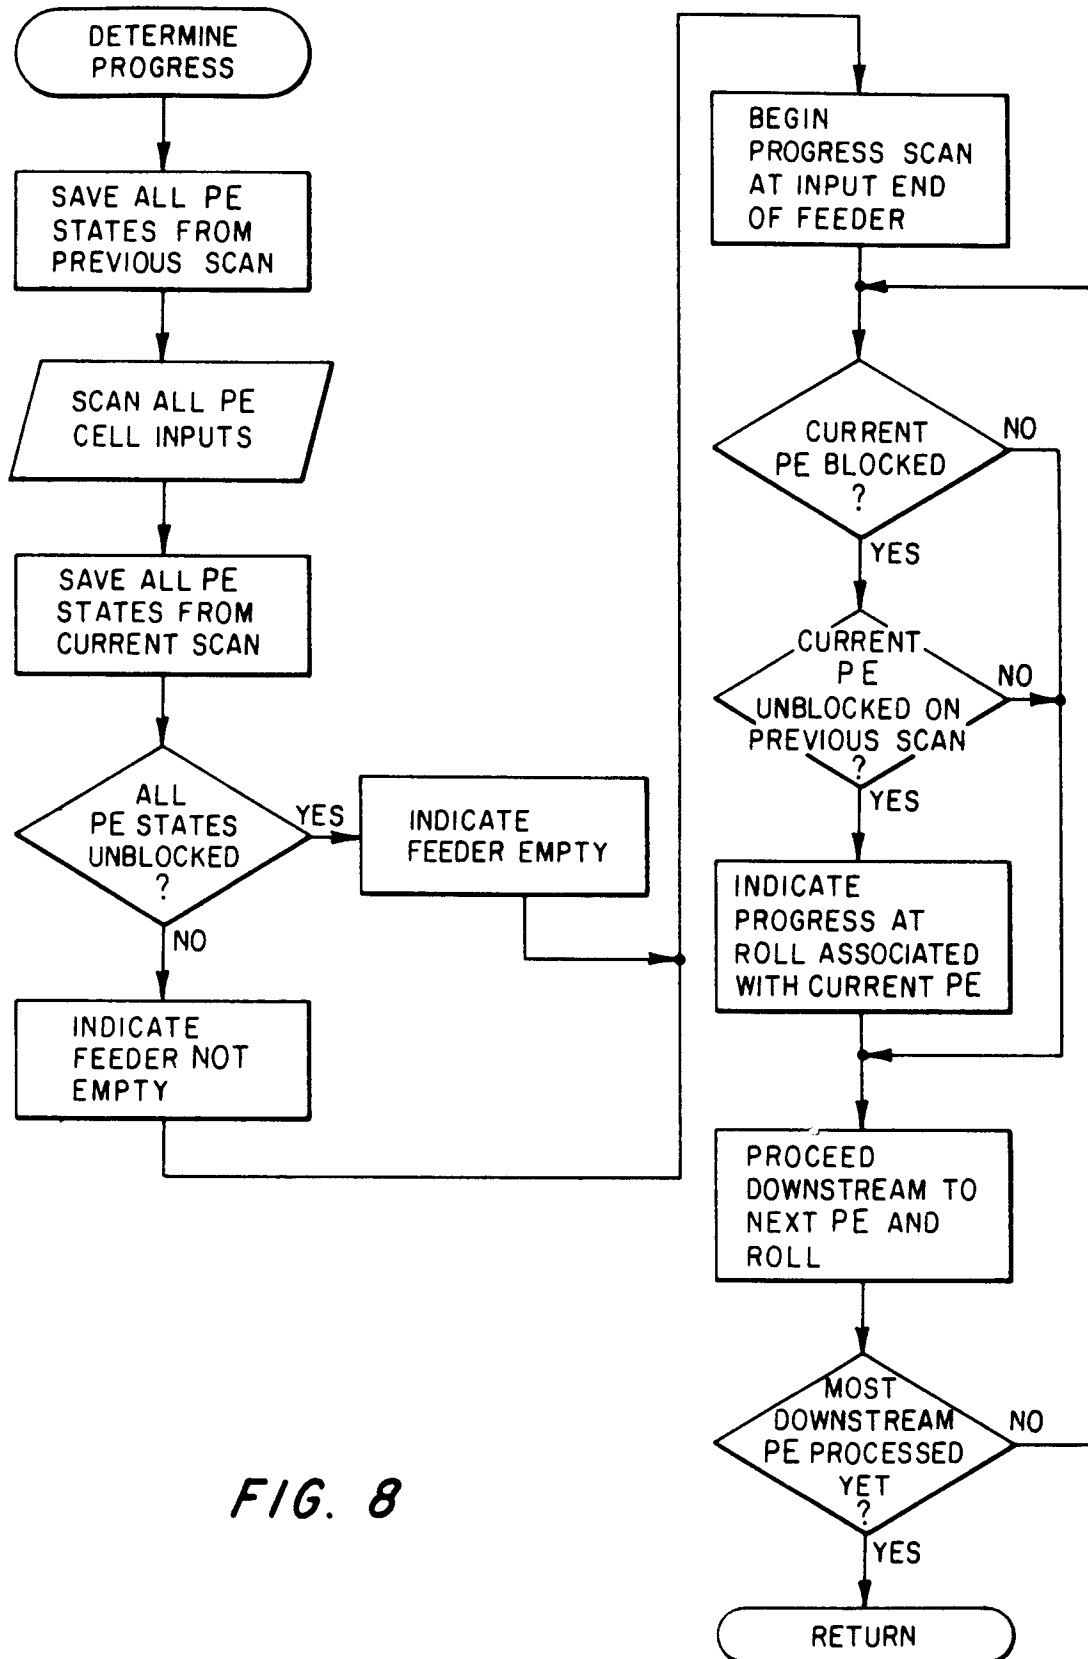 DETERMINE
PROGRESS
SAVE ALL PE
STATES FROM
PREVIOUS SCAN
SCAN ALL PE
CELL INPUTS
SAVE ALL PE
STATES FROM
CURRENT SCAN
ALL
PE STATES
UNBLOCKED
?
YES
NO
INDICATE
FEEDER EMPTY
INDICATE
FEEDER NOT
EMPTY
BEGIN
PROGRESS SCAN
AT INPUT END
OF FEEDER
CURRENT
PE BLOCKED
?
NO
YES
CURRENT
PE
UNBLOCKED ON
PREVIOUS SCAN
?
NO
YES
INDICATE
PROGRESS AT
ROLL ASSOCIATED
WITH CURRENT PE
PROCEED
DOWNSTREAM TO
NEXT PE AND
ROLL
MOST
DOWNSTREAM
PE PROCESSED
YET
?
NO
YES
RETURN
FIG. 8